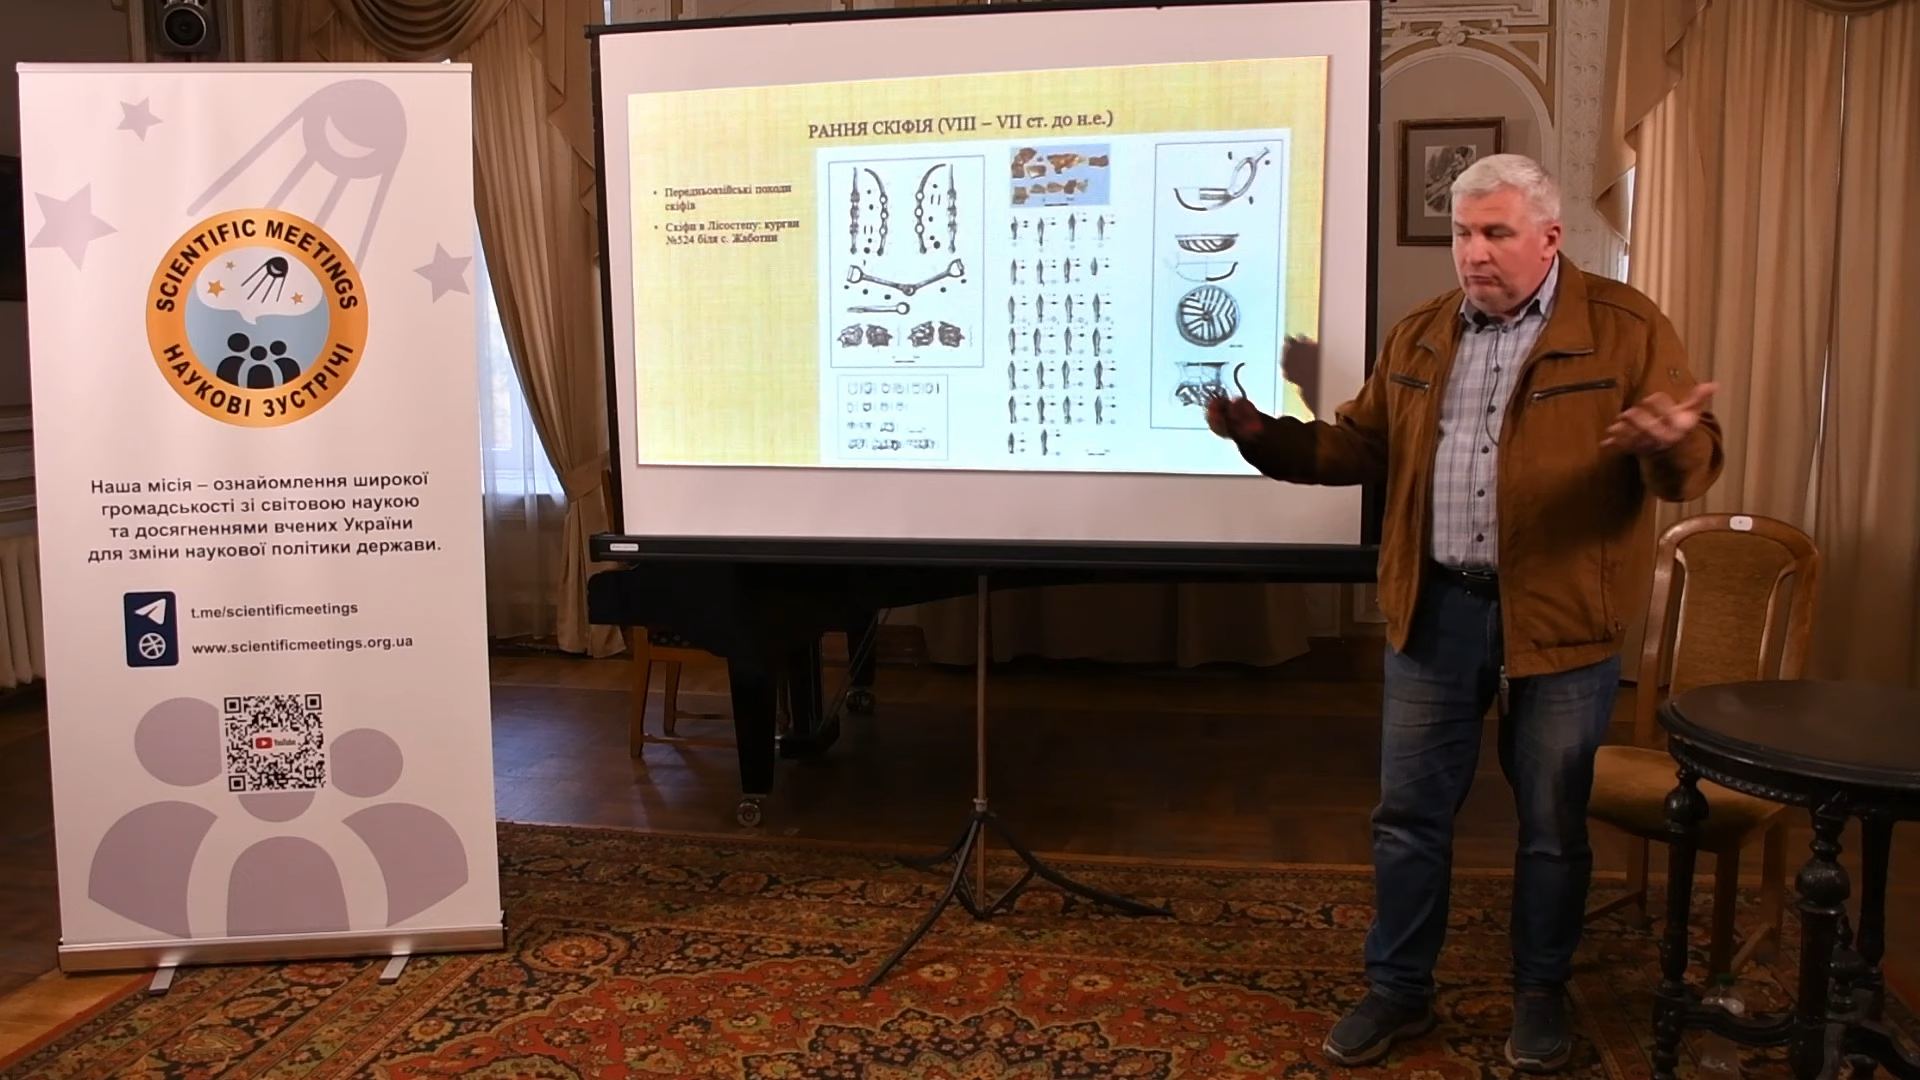 SCIENTIFIC MEETINGS
НАУКОВІ ЗУСТРІЧІ
Наша місія – ознайомлення широкої
громадськості зі світовою наукою
та досягненнями вчених України
для зміни наукової політики держави.
t.me/scientificmeetings
www.scientificmeetings.org.ua
YouTube
РАННЯ СКІФІЯ (VIII – VII ст. до н.е.)
• Передньоазійські походи
скіфів
• Скіфи в Лісостепу: курган
№524 біля с. Жаботин